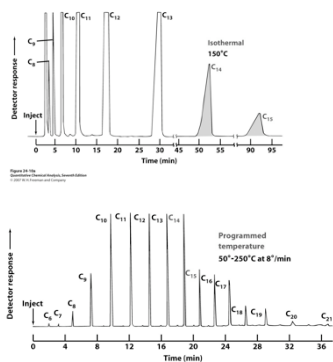 C₁₀ C₁₁ C₁₂ C₁₃
C₉
C₈
Isothermal
150°C
C₁₄
C₁₅
Detector response
Inject
0 5 10 15 20 25 30 45 50 55 90 95
Time (min)
Figure 24-10a
Quantitative Chemical Analysis, Seventh Edition
© 2007 W. H. Freeman and Company
C₁₀ C₁₁ C₁₂ C₁₃ C₁₄
Programmed
temperature
50°-250°C at 8°/min
C₉
C₁₅
C₁₆
C₁₇
C₈
C₁₈
C₁₉
C₆ C₇
C₂₀
C₂₁
Detector response
Inject
0 4 8 12 16 20 24 28 32 36
Time (min)